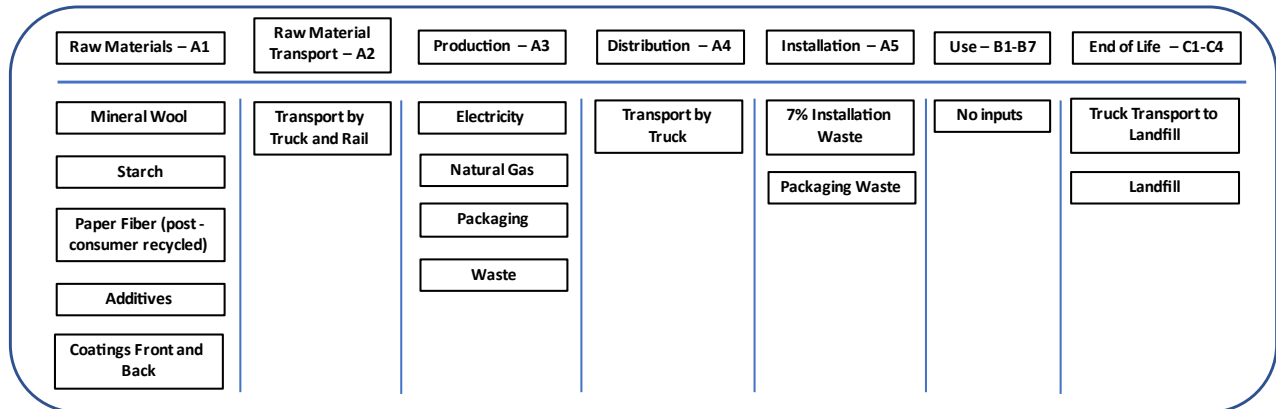 Raw Materials – A1
Raw Material
Transport – A2
Production – A3
Distribution – A4
Installation – A5
Use – B1-B7
End of Life – C1-C4
Mineral Wool
Starch
Paper Fiber (post -
consumer recycled)
Additives
Coatings Front and
Back
Transport by
Truck and Rail
Electricity
Natural Gas
Packaging
Waste
Transport by
Truck
7% Installation
Waste
Packaging Waste
No inputs
Truck Transport to
Landfill
Landfill